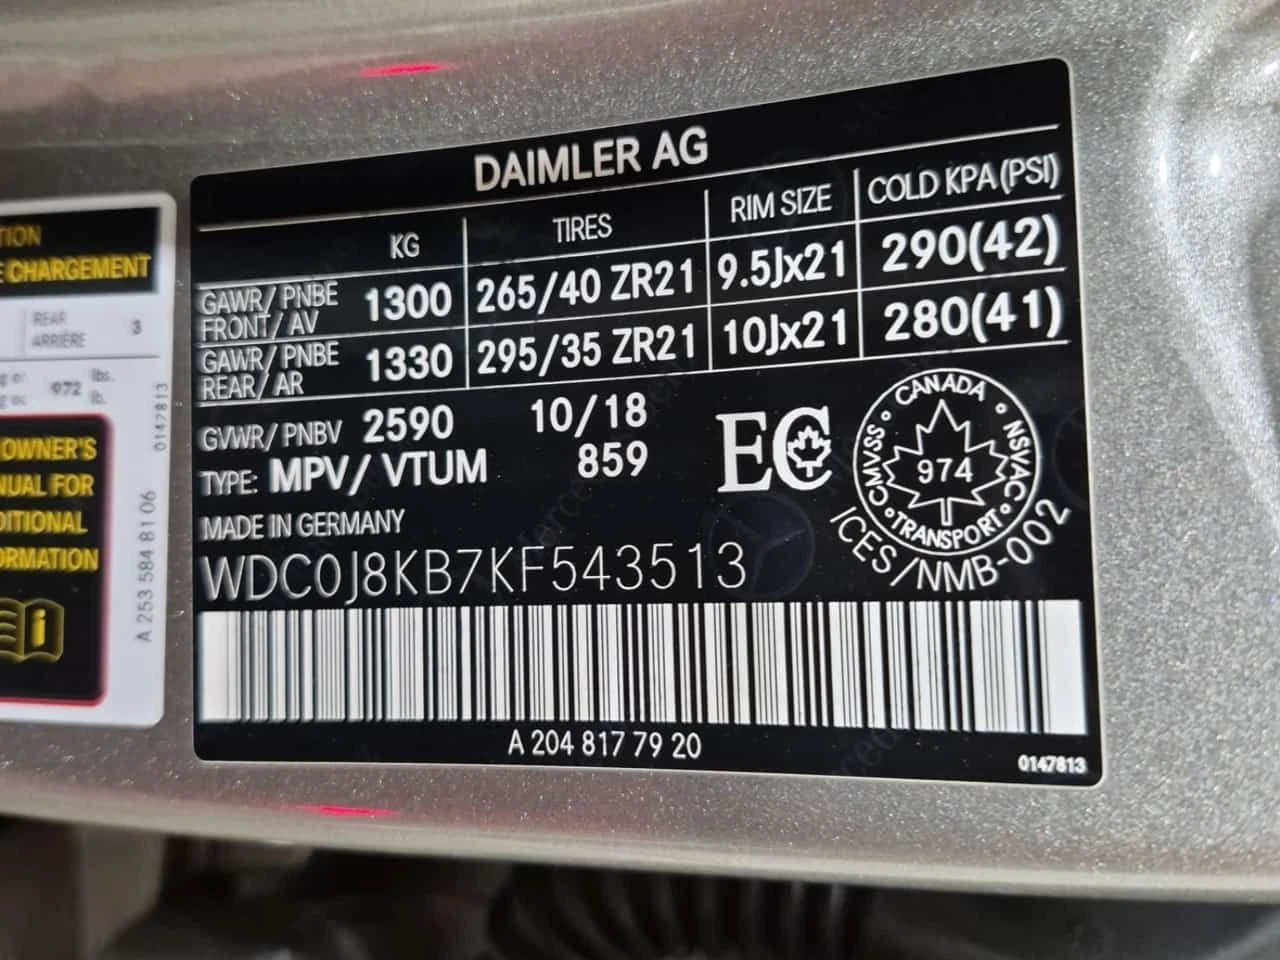 TION
E CHARGEMENT
REAR
ARRIÈRE
3
972 lbs.
lb.
0147813
OWNER'S
NUAL FOR
DITIONAL
ORMATION
A 253 584 81 06
DAIMLER AG
KG TIRES RIM SIZE COLD KPA (PSI)
GAWR/ PNBE
FRONT/ AV
1300 265/40 ZR21 9.5Jx21 290(42)
GAWR/ PNBE
REAR/ AR
1330 295/35 ZR21 10Jx21 280(41)
GVWR/ PNBV 2590 10/18
TYPE: MPV/ VTUM 859
EC
CANADA
CMVSS
NSVAC
974
TRANSPORT
ICES/NMB-002
MADE IN GERMANY
WDC0J8KB7KF543513
A 204 817 79 20
0147813